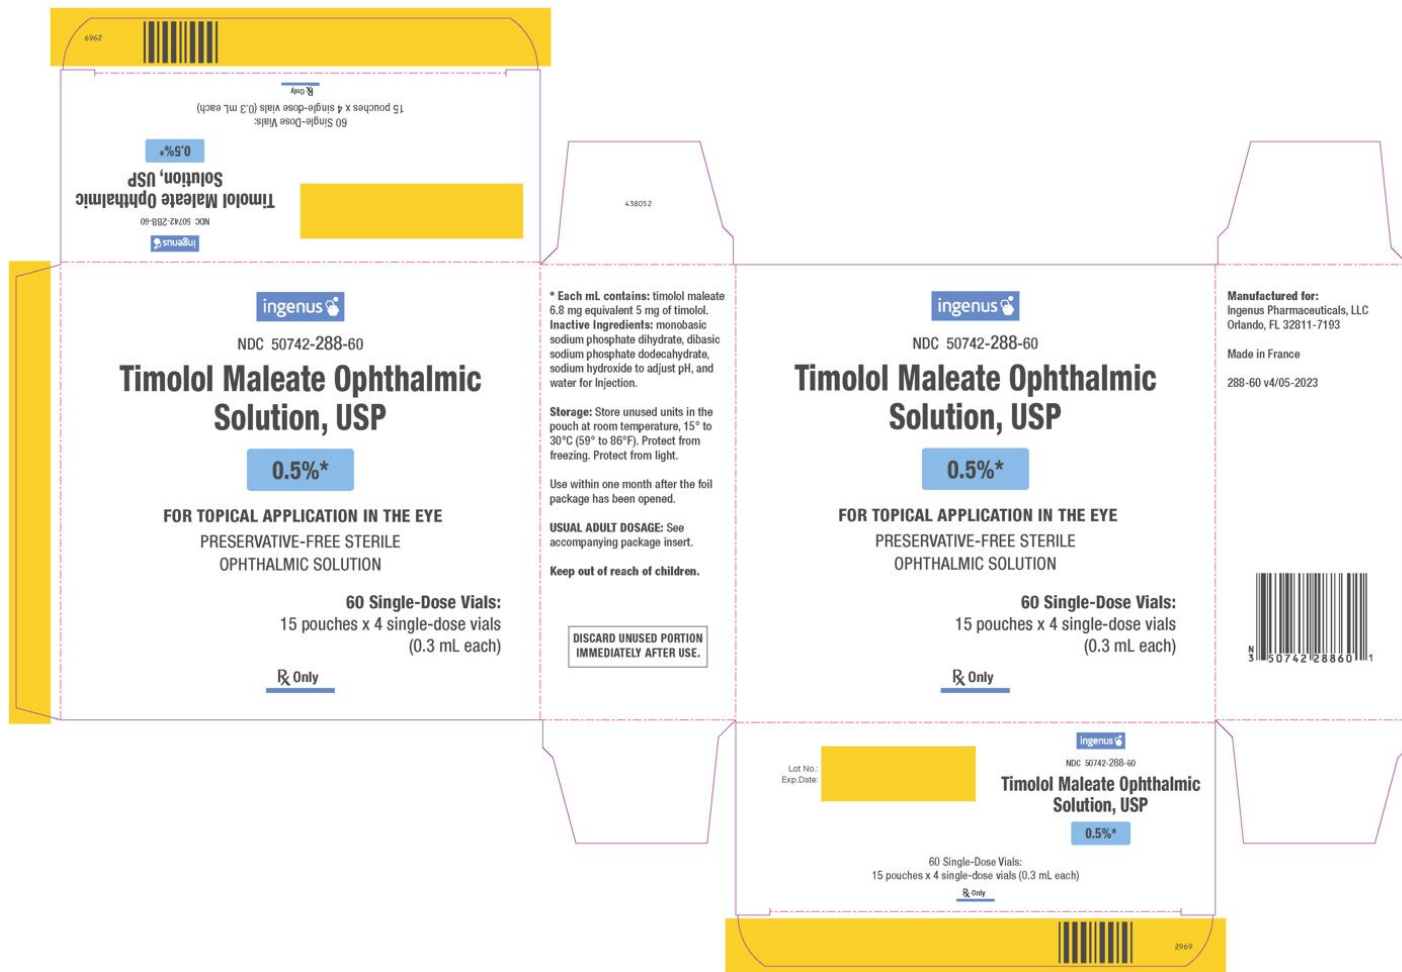 2969
Rx Only
15 pouches x 4 single-dose vials (0.3 mL each)
60 Single-Dose Vials:
0.5%*
Solution, USP
Timolol Maleate Ophthalmic
NDC 50742-288-60
ingenus
438052
ingenus
NDC 50742-288-60
Timolol Maleate Ophthalmic
Solution, USP
0.5%*
FOR TOPICAL APPLICATION IN THE EYE
PRESERVATIVE-FREE STERILE
OPHTHALMIC SOLUTION
60 Single-Dose Vials:
15 pouches x 4 single-dose vials
(0.3 mL each)
Rx Only
* Each mL contains: timolol maleate
6.8 mg equivalent 5 mg of timolol.
Inactive Ingredients: monobasic
sodium phosphate dihydrate, dibasic
sodium phosphate dodecahydrate,
sodium hydroxide to adjust pH, and
water for Injection.
Storage: Store unused units in the
pouch at room temperature, 15° to
30°C (59° to 86°F). Protect from
freezing. Protect from light.
Use within one month after the foil
package has been opened.
USUAL ADULT DOSAGE: See
accompanying package insert.
Keep out of reach of children.
DISCARD UNUSED PORTION
IMMEDIATELY AFTER USE.
ingenus
NDC 50742-288-60
Timolol Maleate Ophthalmic
Solution, USP
0.5%*
FOR TOPICAL APPLICATION IN THE EYE
PRESERVATIVE-FREE STERILE
OPHTHALMIC SOLUTION
60 Single-Dose Vials:
15 pouches x 4 single-dose vials
(0.3 mL each)
Rx Only
Manufactured for:
Ingenus Pharmaceuticals, LLC
Orlando, FL 32811-7193
Made in France
288-60 v4/05-2023
N
3 50742 28860 1
Lot No.:
Exp.Date:
ingenus
NDC 50742-288-60
Timolol Maleate Ophthalmic
Solution, USP
0.5%*
60 Single-Dose Vials:
15 pouches x 4 single-dose vials (0.3 mL each)
Rx Only
2969